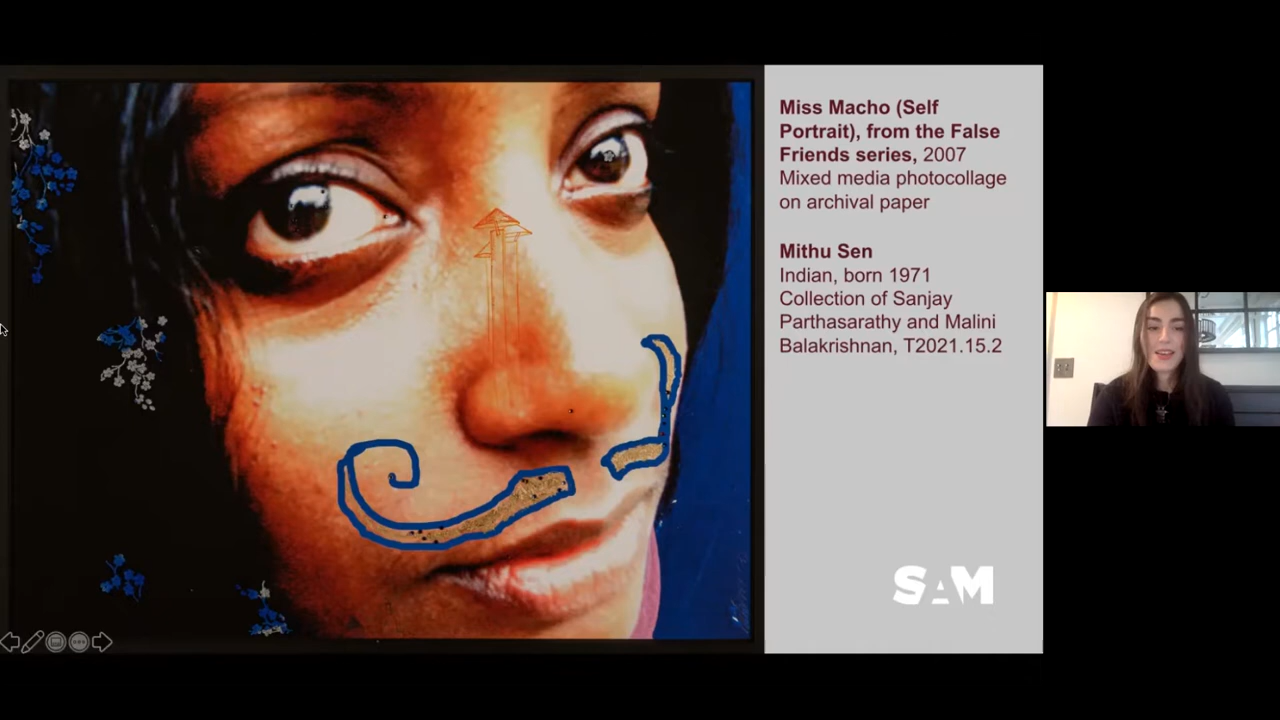 Miss Macho (Self
Portrait), from the False
Friends series, 2007
Mixed media photocollage
on archival paper
Mithu Sen
Indian, born 1971
Collection of Sanjay
Parthasarathy and Malini
Balakrishnan, T2021.15.2
SAM